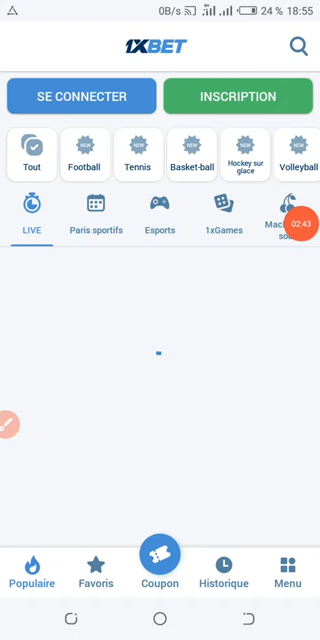 0B/s 24 % 18:55
1XBET
SE CONNECTER INSCRIPTION
NEW NEW NEW NEW
Tout Football Tennis Basket-ball Hockey sur glace Volleyball
LIVE Paris sportifs Esports 1xGames
02:43
Populaire Favoris Coupon Historique Menu